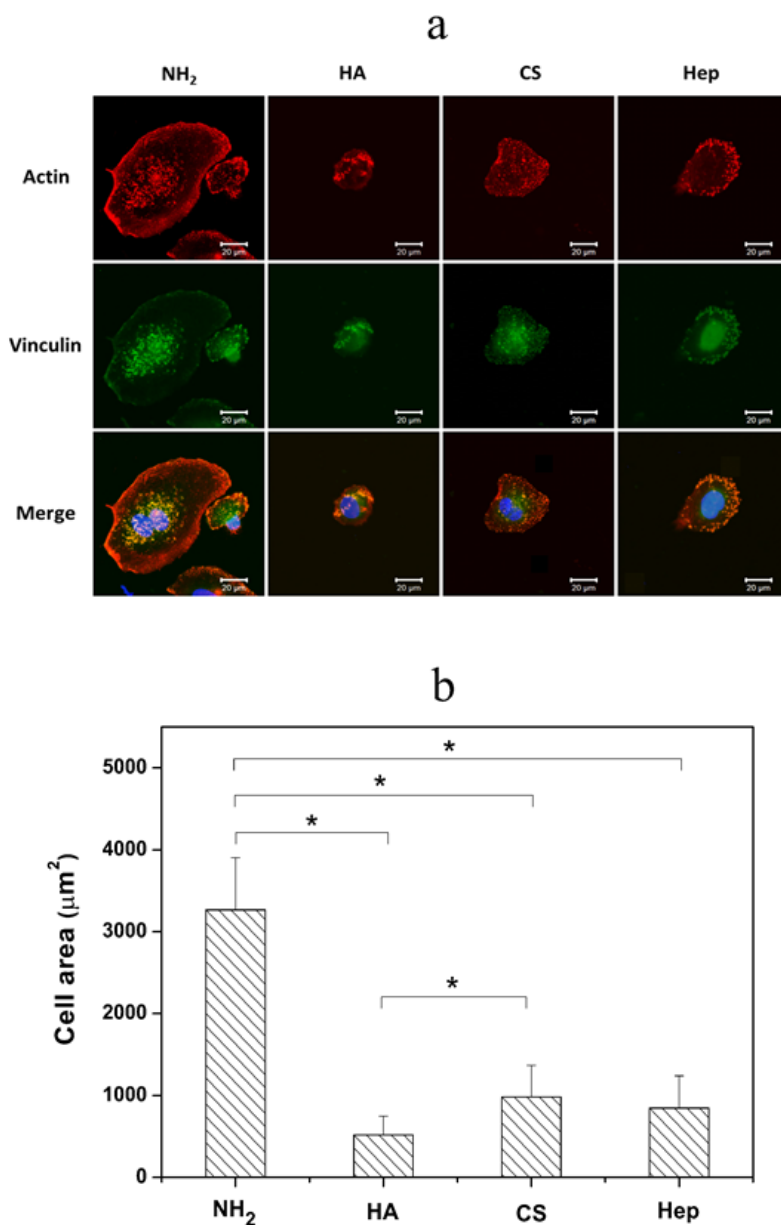 a
NH₂ HA CS Hep
Actin
20 µm 20 µm 20 µm 20 µm
Vinculin
20 µm 20 µm 20 µm 20 µm
Merge
20 µm 20 µm 20 µm 20 µm
b
Cell area (μm²)
5000
4000
3000
2000
1000
0
*
*
*
*
NH₂ HA CS Hep